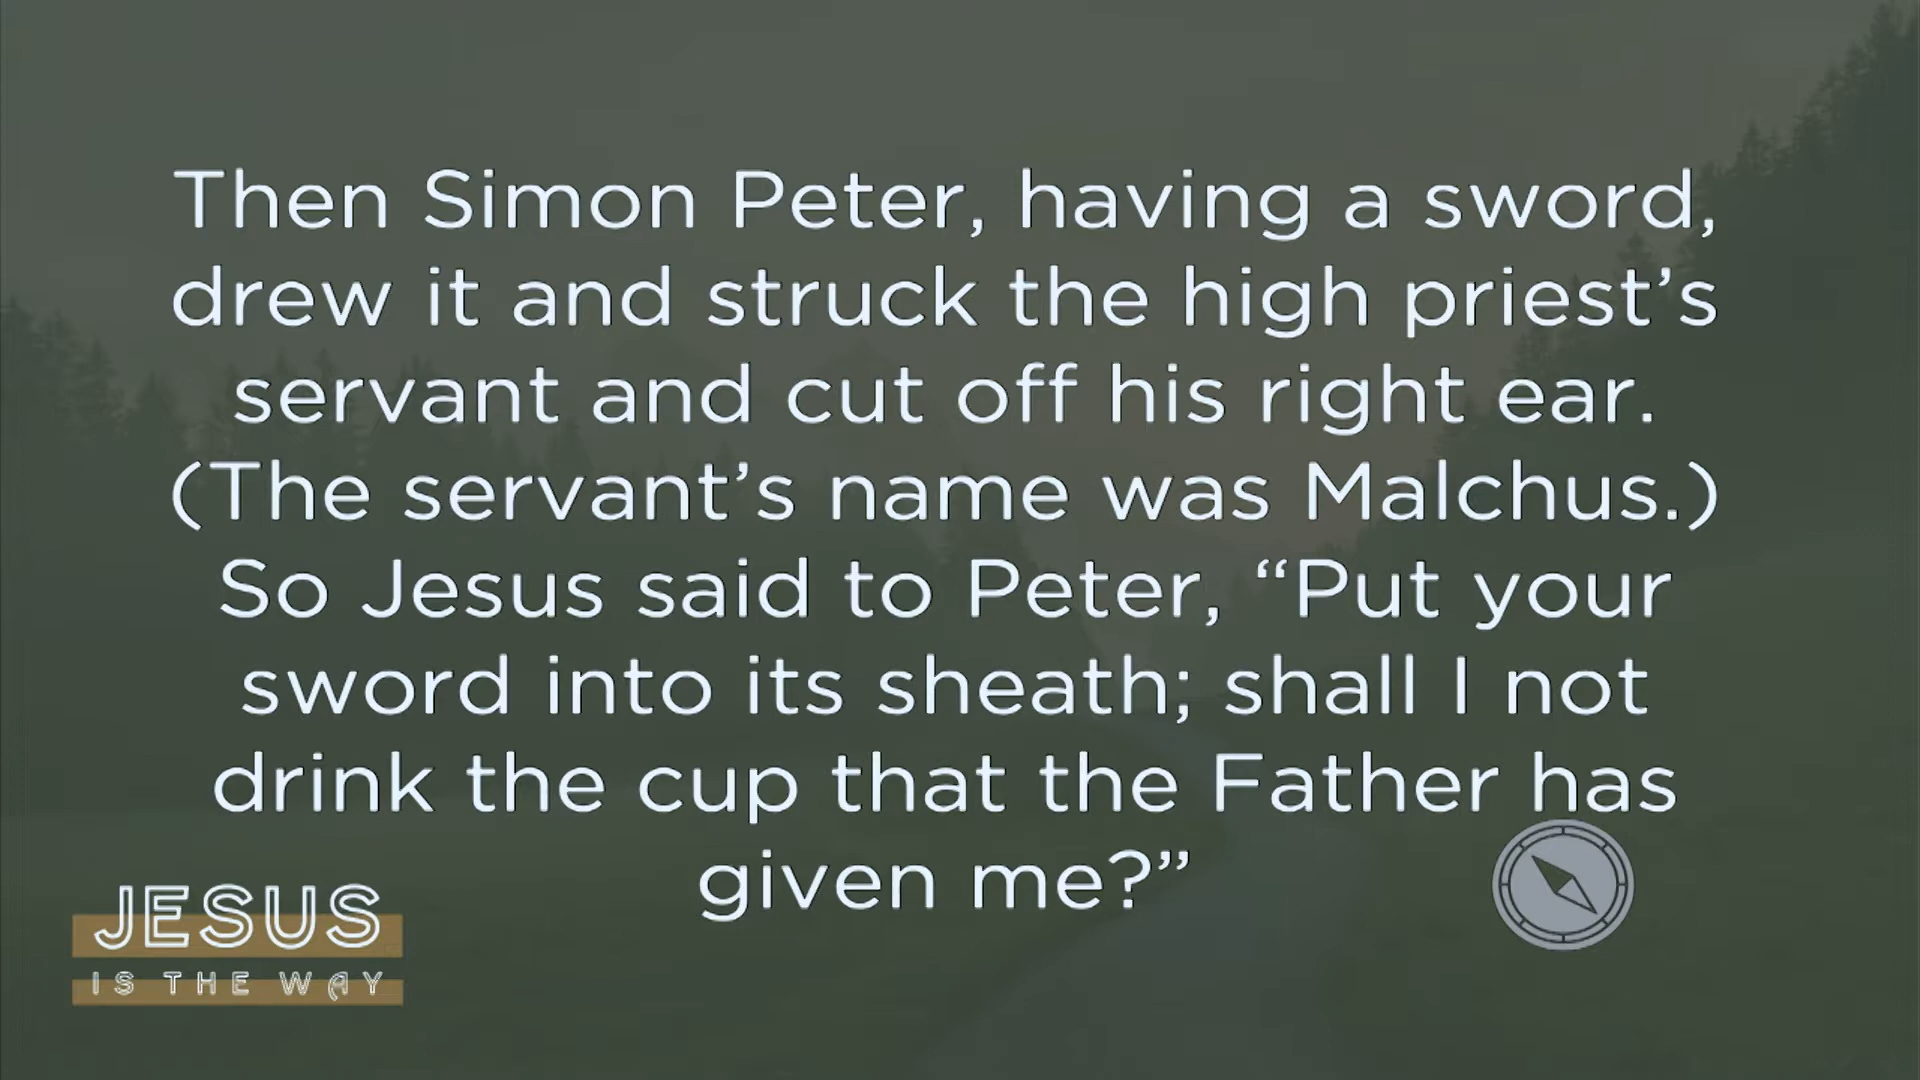 Then Simon Peter, having a sword,
drew it and struck the high priest’s
servant and cut off his right ear.
(The servant’s name was Malchus.)
So Jesus said to Peter, “Put your
sword into its sheath; shall I not
drink the cup that the Father has
given me?”
JESUS
IS THE WAY